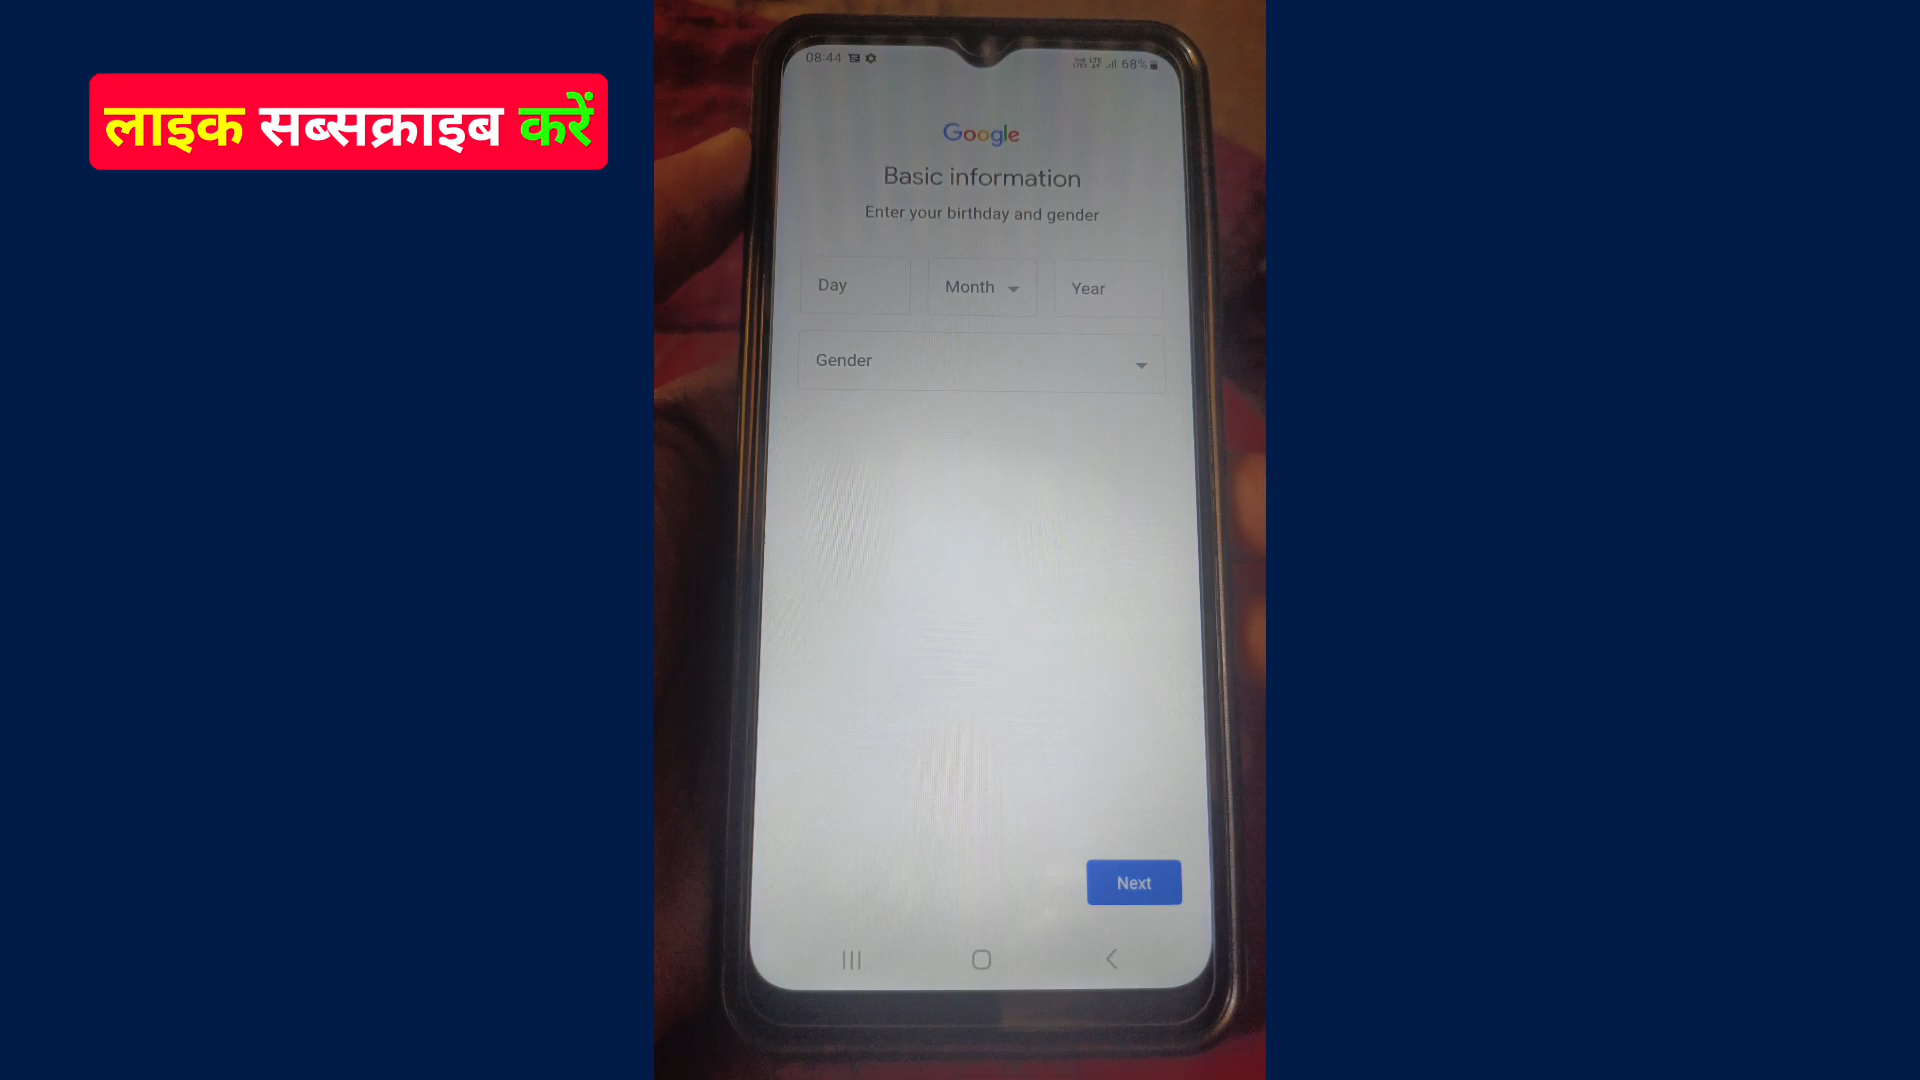 लाइक सब्सक्राइब करें
08:44
68%
Google
Basic information
Enter your birthday and gender
Day
Month
Year
Gender
Next